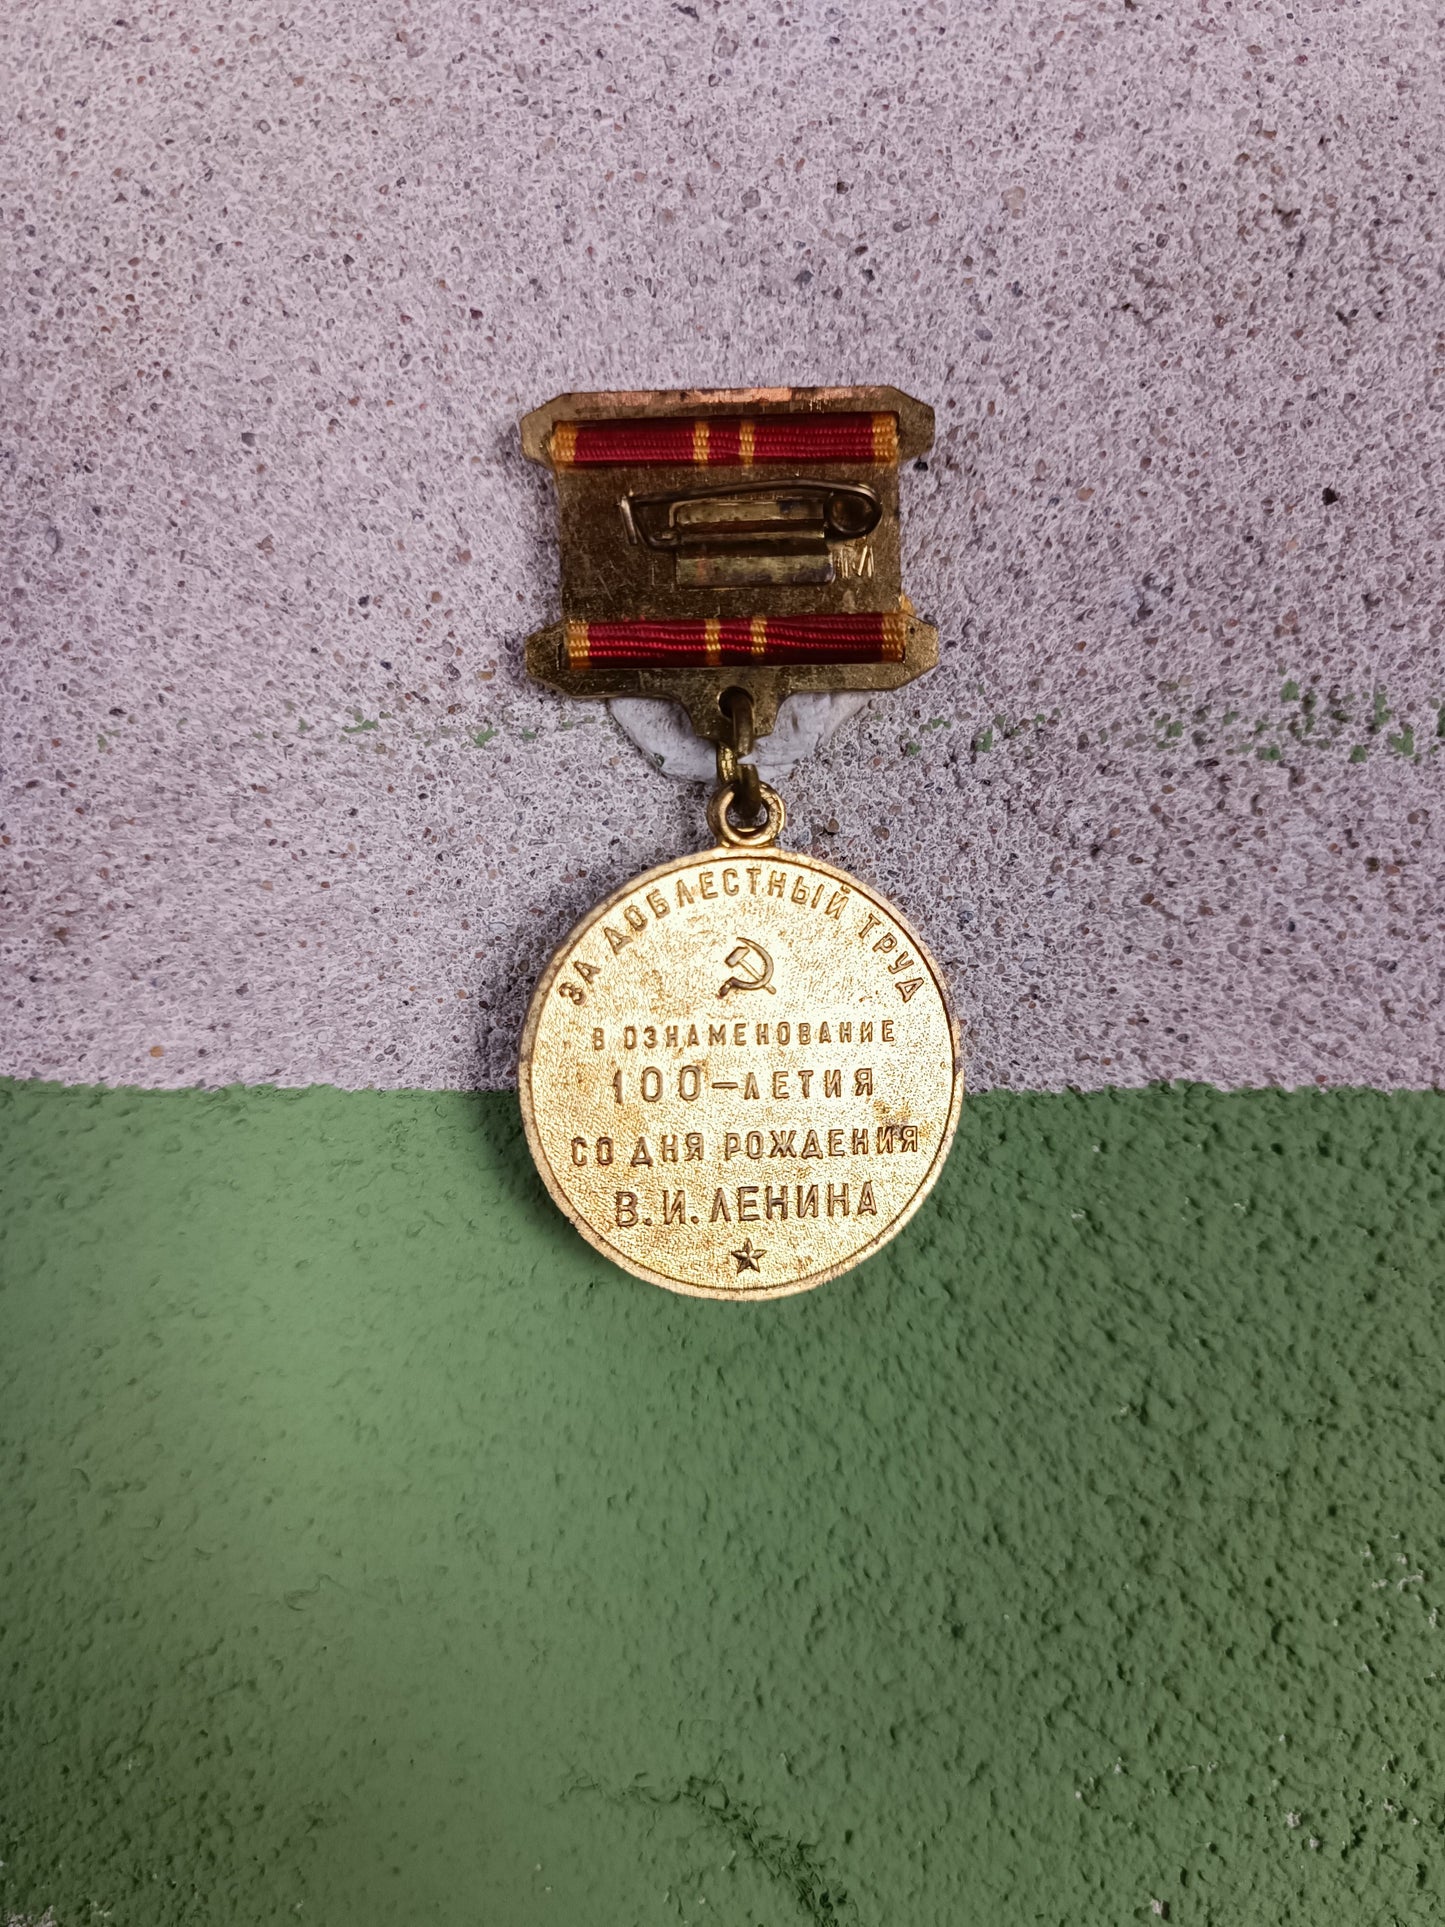 ЗА ДОБЛЕСТНЫЙ ТРУД
В ОЗНАМЕНОВАНИЕ
100-ЛЕТИЯ
СО ДНЯ РОЖДЕНИЯ
В.И.ЛЕНИНА